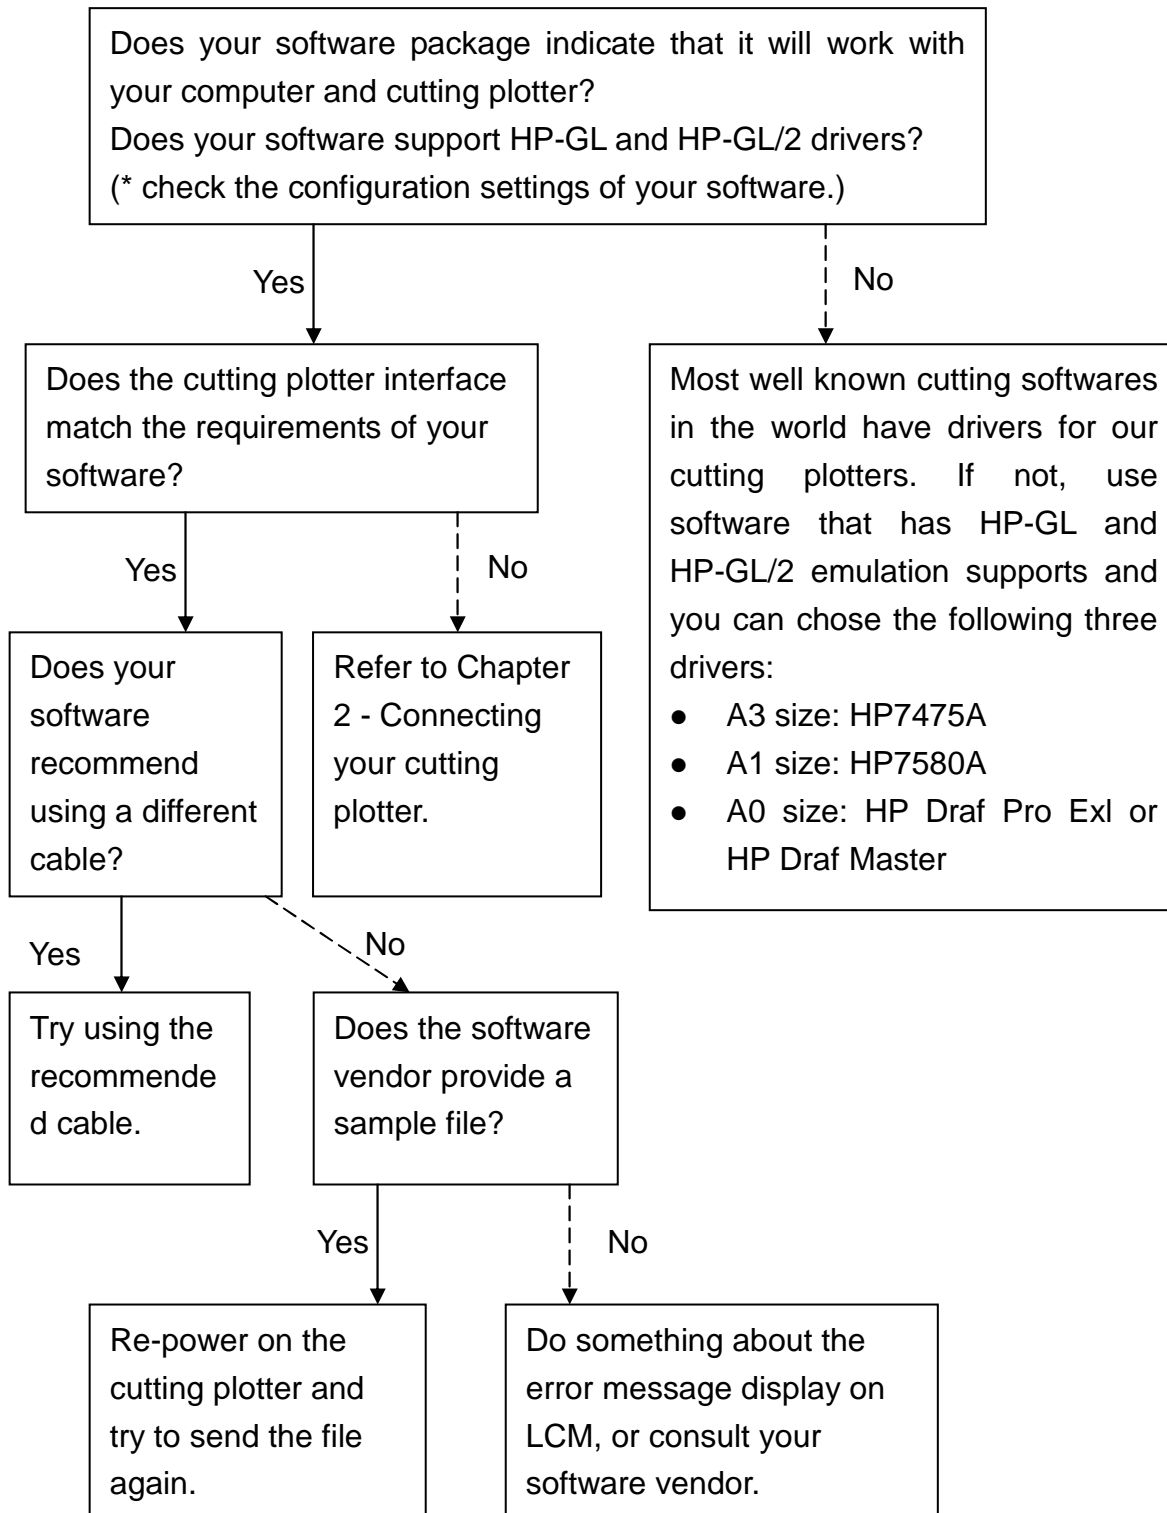 Does your software package indicate that it will work with
your computer and cutting plotter?
Does your software support HP-GL and HP-GL/2 drivers?
(* check the configuration settings of your software.)
Yes
No
Does the cutting plotter interface
match the requirements of your
software?
Most well known cutting softwares
in the world have drivers for our
cutting plotters. If not, use
software that has HP-GL and
HP-GL/2 emulation supports and
you can chose the following three
drivers:
● A3 size: HP7475A
● A1 size: HP7580A
● A0 size: HP Draf Pro Exl or
HP Draf Master
Yes
No
Does your
software
recommend
using a different
cable?
Refer to Chapter
2 - Connecting
your cutting
plotter.
Yes
No
Try using the
recommende
d cable.
Does the software
vendor provide a
sample file?
Yes
No
Re-power on the
cutting plotter and
try to send the file
again.
Do something about the
error message display on
LCM, or consult your
software vendor.